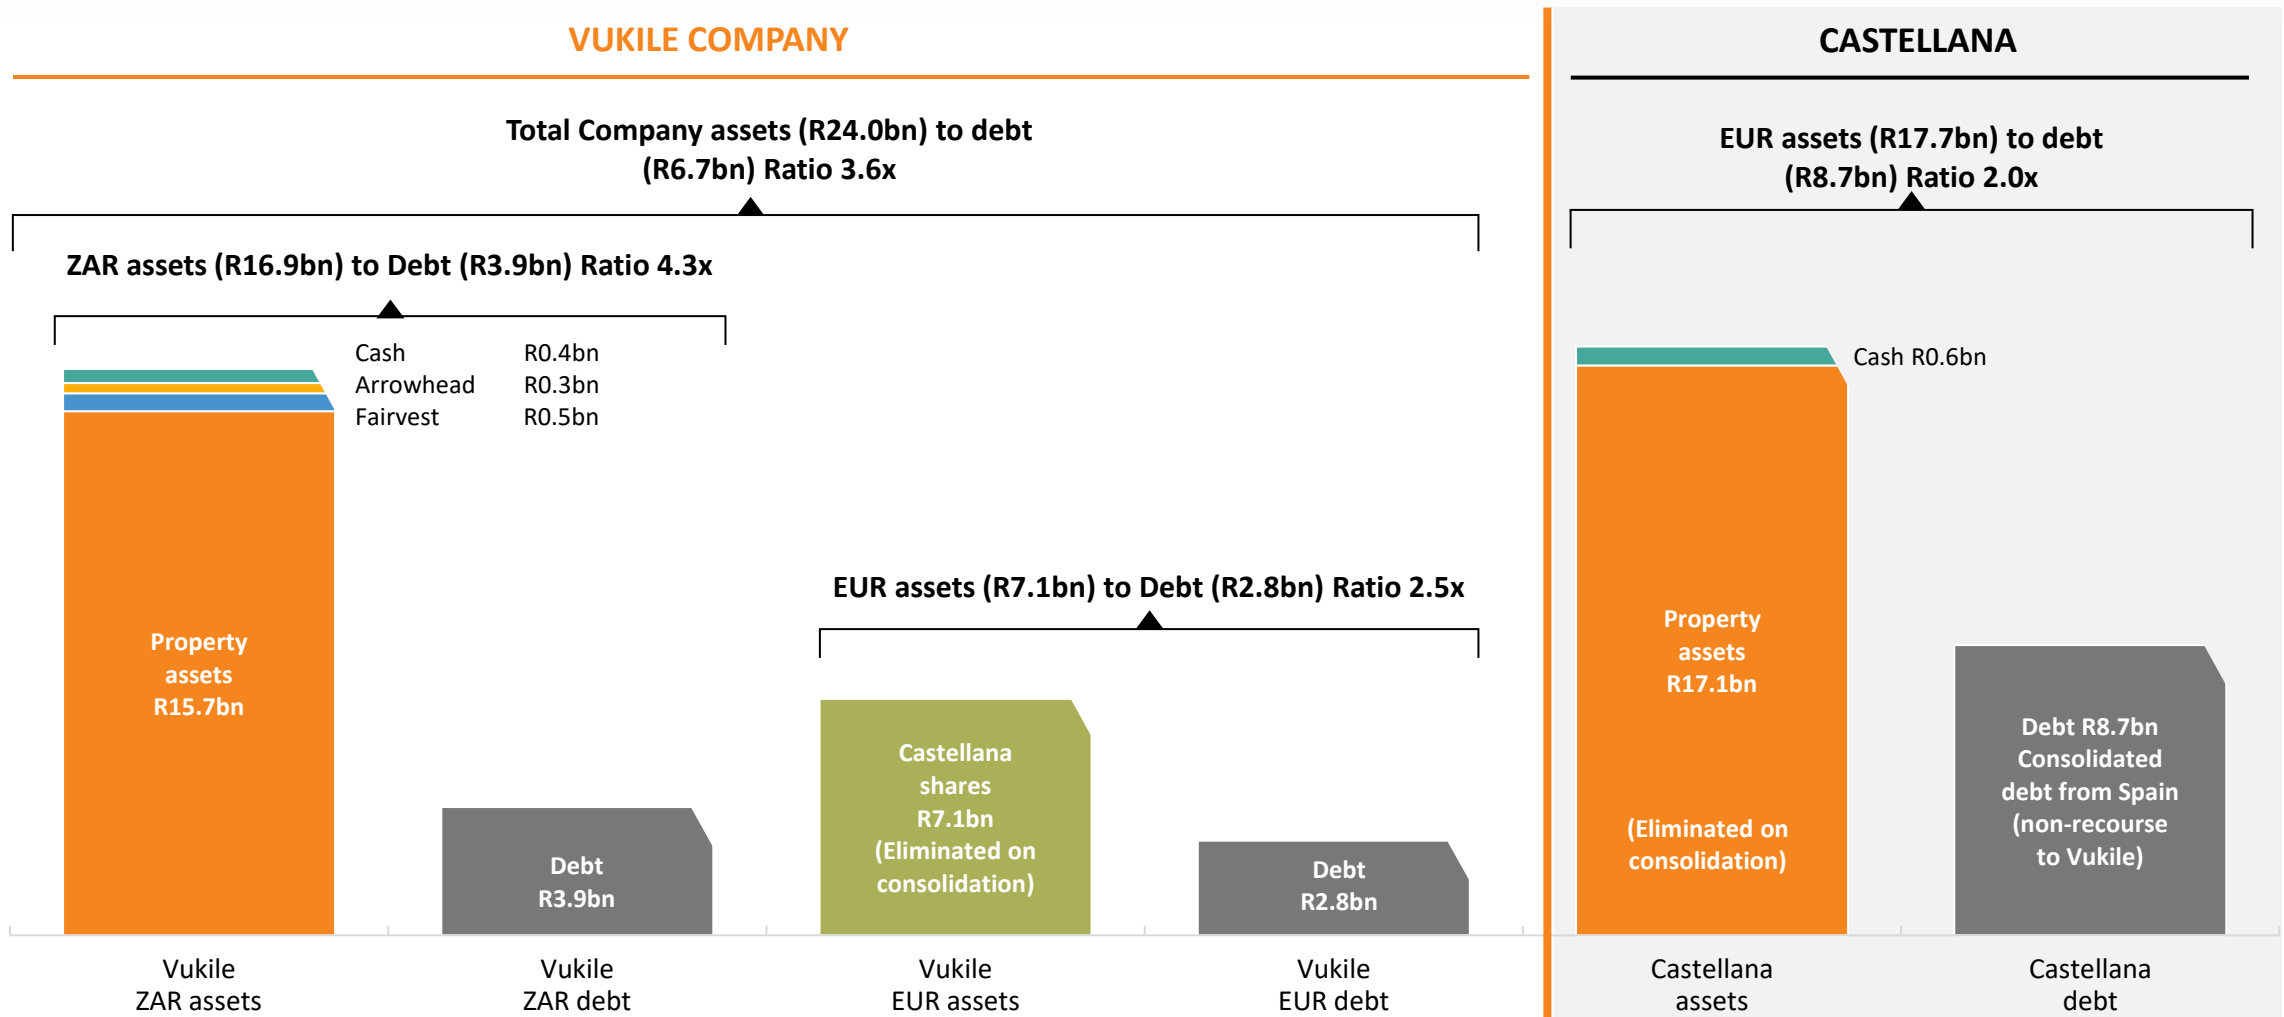 VUKILE COMPANY
Total Company assets (R24.0bn) to debt
(R6.7bn) Ratio 3.6x
ZAR assets (R16.9bn) to Debt (R3.9bn) Ratio 4.3x
Cash R0.4bn
Arrowhead R0.3bn
Fairvest R0.5bn
Property
assets
R15.7bn
Debt
R3.9bn
EUR assets (R7.1bn) to Debt (R2.8bn) Ratio 2.5x
Castellana
shares
R7.1bn
(Eliminated on
consolidation)
Debt
R2.8bn
Vukile
ZAR assets
Vukile
ZAR debt
Vukile
EUR assets
Vukile
EUR debt
CASTELLANA
EUR assets (R17.7bn) to debt
(R8.7bn) Ratio 2.0x
Cash R0.6bn
Property
assets
R17.1bn
(Eliminated on
consolidation)
Debt R8.7bn
Consolidated
debt from Spain
(non-recourse
to Vukile)
Castellana
assets
Castellana
debt